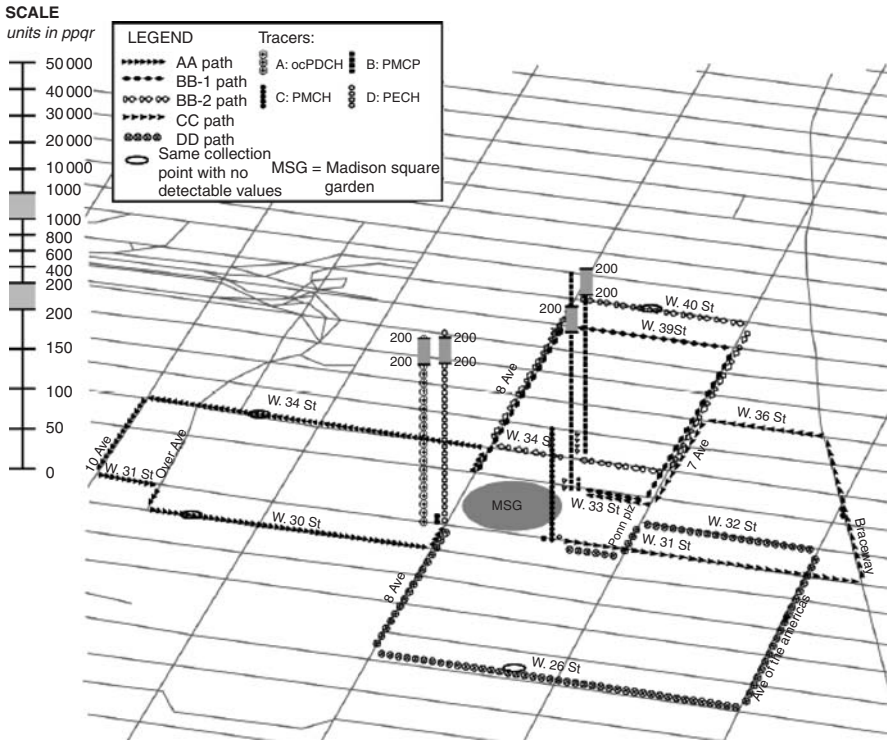 SCALE
units in ppqr
50 000
40 000
30 000
20 000
10 000
1000
1000
800
600
400
200
200
150
100
50
0
LEGEND
AA path
BB-1 path
BB-2 path
CC path
DD path
Same collection
point with no
detectable values
Tracers:
A: ocPDCH
B: PMCP
C: PMCH
D: PECH
MSG = Madison square
garden
200
200
200
W. 40 St
W. 39St
200
200
200
200
8 Ave
W. 34 St
W. 36 St
W. 34 St
7 Ave
10 Ave
Over Ave
W. 31 St
MSG
W. 33 St
Ponn plz
W. 32 St
W. 30 St
W. 31 St
Braceway
8 Ave
Ave of the americas
W. 26 St